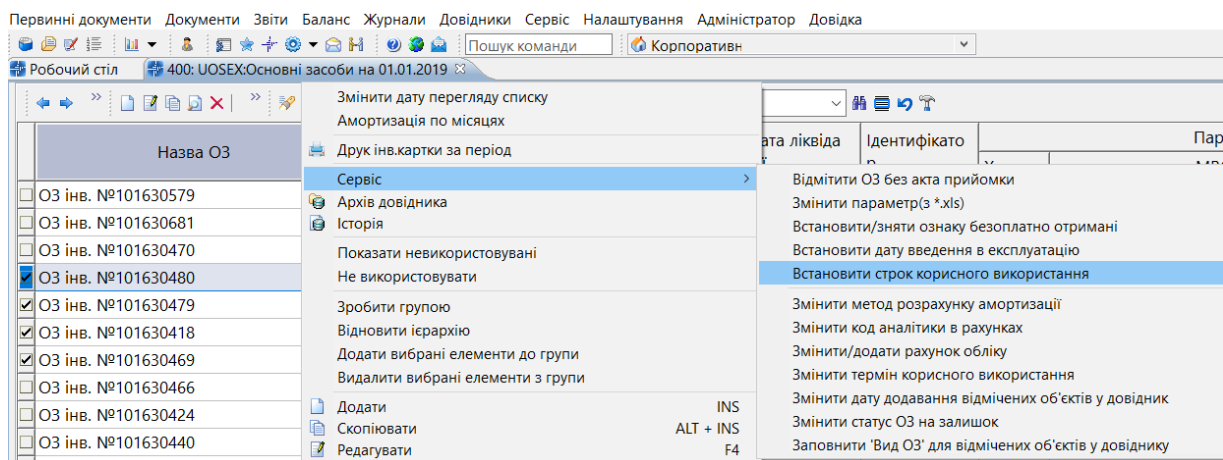 Первинні документи Документи Звіти Баланс Журнали Довідники Сервіс Налаштування Адміністратор Довідка
Пошук команди Корпоративн
Робочий стіл 400: UOSEX:Основні засоби на 01.01.2019
Назва ОЗ
ата ліквіда Ідентифікато Пар
ОЗ інв. №101630579
ОЗ інв. №101630681
ОЗ інв. №101630470
ОЗ інв. №101630480
ОЗ інв. №101630479
ОЗ інв. №101630418
ОЗ інв. №101630469
ОЗ інв. №101630466
ОЗ інв. №101630424
ОЗ інв. №101630440
Змінити дату перегляду списку
Амортизація по місяцях
Друк інв.картки за період
Сервіс
Архів довідника
Історія
Показати невикористовувані
Не використовувати
Зробити групою
Відновити ієрархію
Додати вибрані елементи до групи
Видалити вибрані елементи з групи
Додати INS
Скопіювати ALT + INS
Редагувати F4
Відмітити ОЗ без акта прийомки
Змінити параметр(з *.xls)
Встановити/зняти ознаку безоплатно отримані
Встановити дату введення в експлуатацію
Встановити строк корисного використання
Змінити метод розрахунку амортизації
Змінити код аналітики в рахунках
Змінити/додати рахунок обліку
Змінити термін корисного використання
Змінити дату додавання відмічених об'єктів у довідник
Змінити статус ОЗ на залишок
Заповнити 'Вид ОЗ' для відмічених об'єктів у довіднику